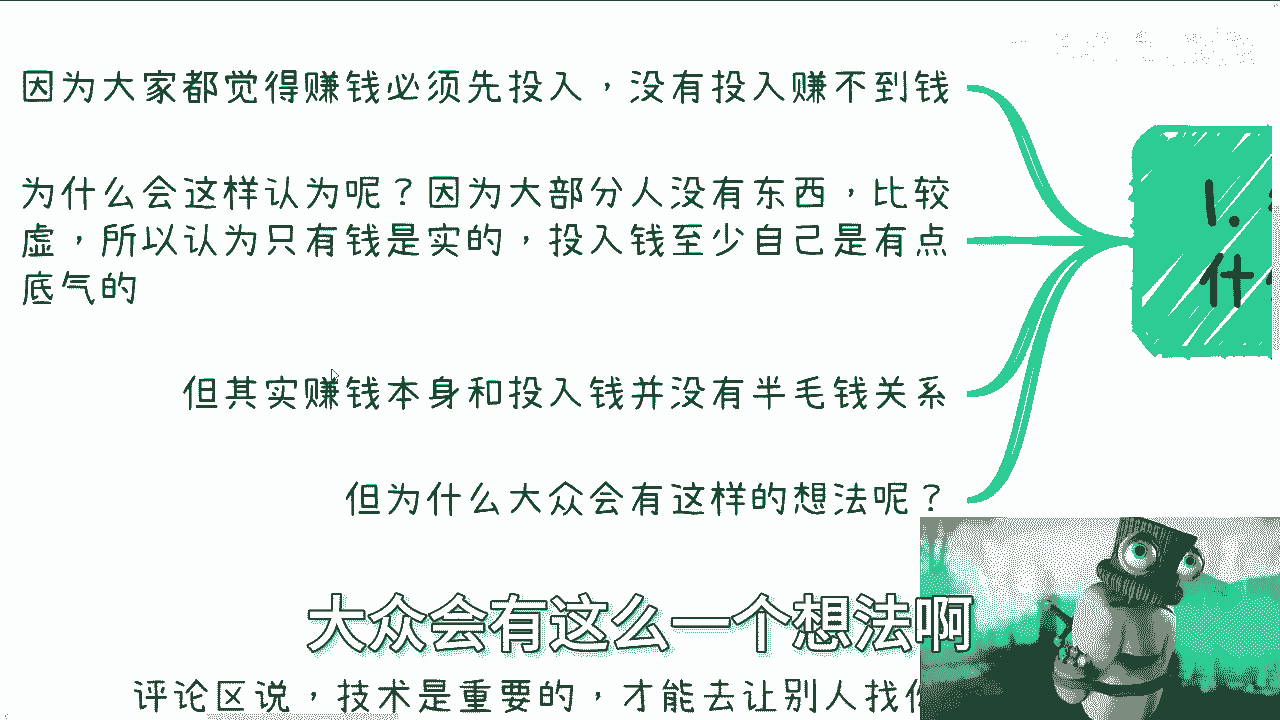 因为大家都觉得赚钱必须先投入，没有投入赚不到钱
为什么会这样认为呢？因为大部分人没有东西，比较
虚，所以认为只有钱是实的，投入钱至少自己是有点
底气的
但其实赚钱本身和投入钱并没有半毛钱关系
但为什么大众会有这样的想法呢？
1.
什
大众会有这么一个想法啊
评论区说，技术是重要的，才能去让别人找